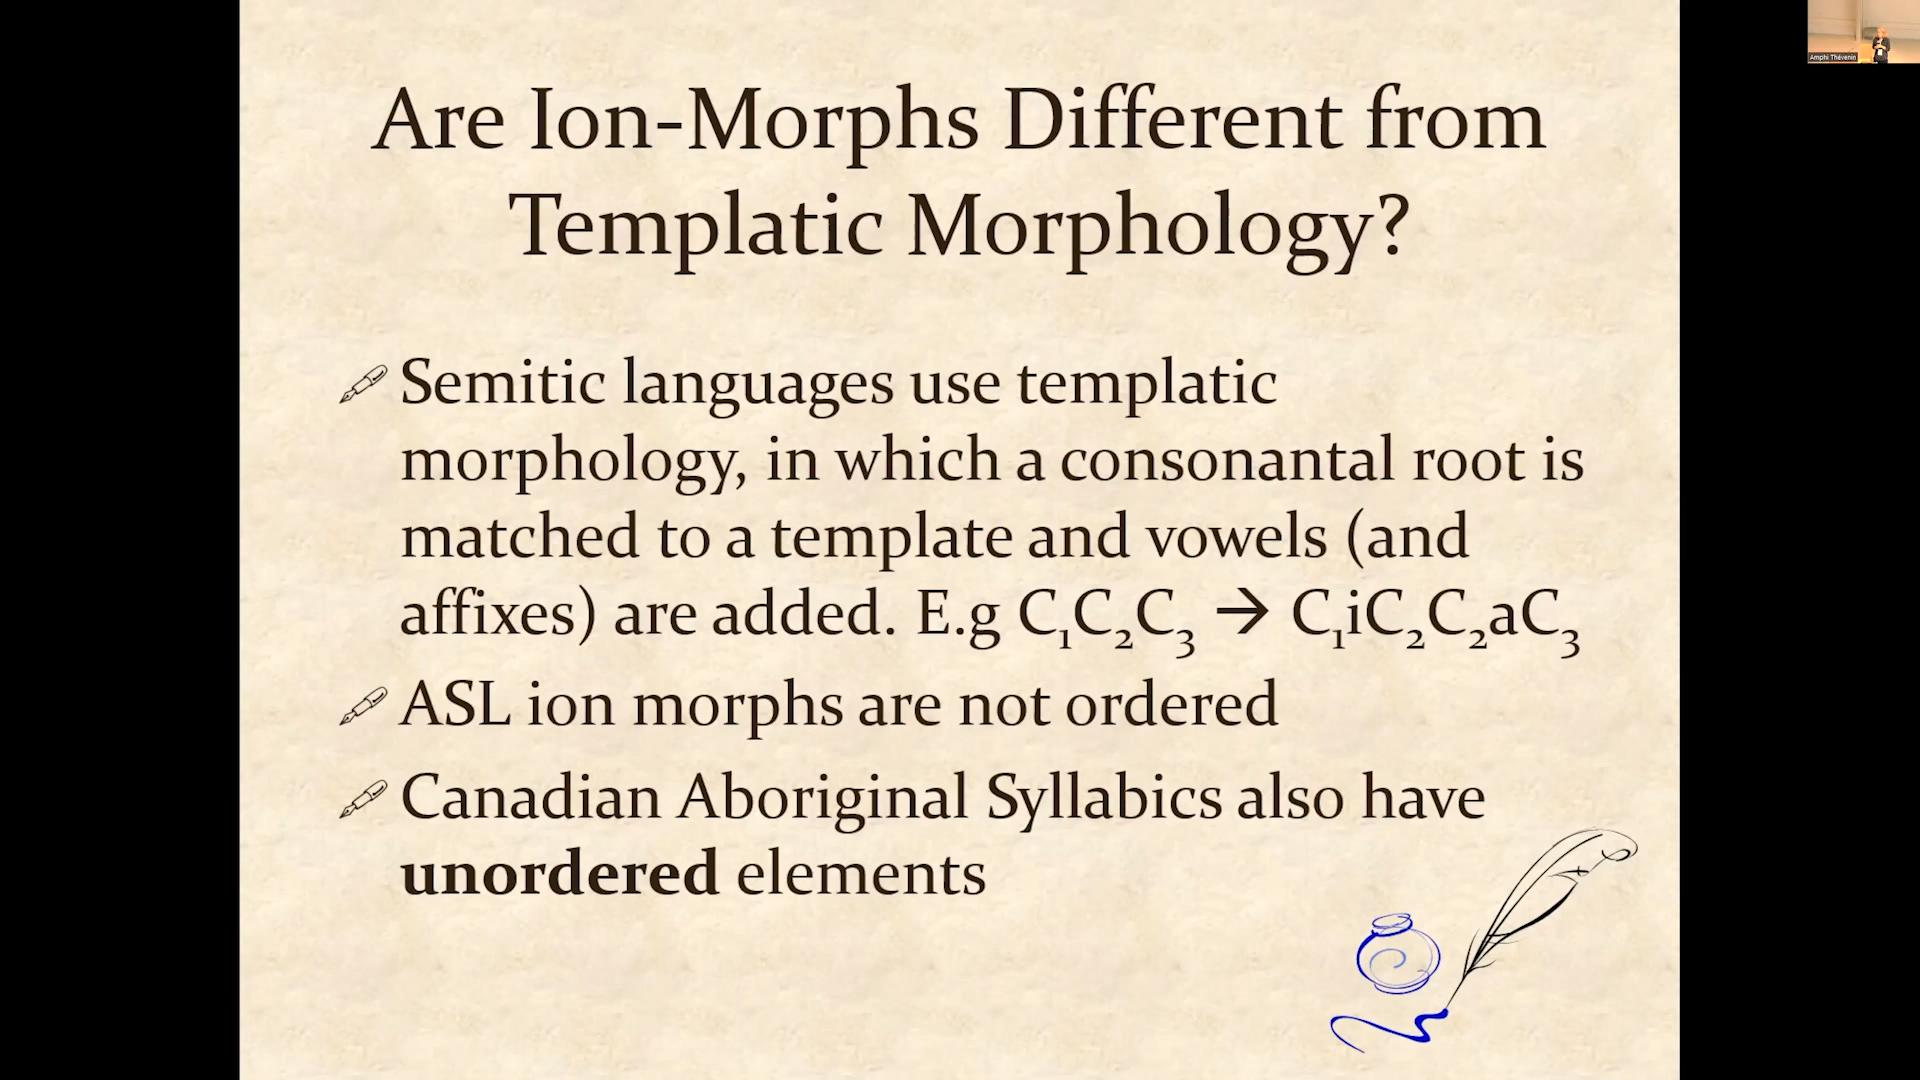 Are Ion-Morphs Different from
Templatic Morphology?
Semitic languages use templatic
morphology, in which a consonantal root is
matched to a template and vowels (and
affixes) are added. E.g C₁C₂C₃ → C₁iC₂C₂aC₃
ASL ion morphs are not ordered
Canadian Aboriginal Syllabics also have
unordered elements
Amphi Thévenin